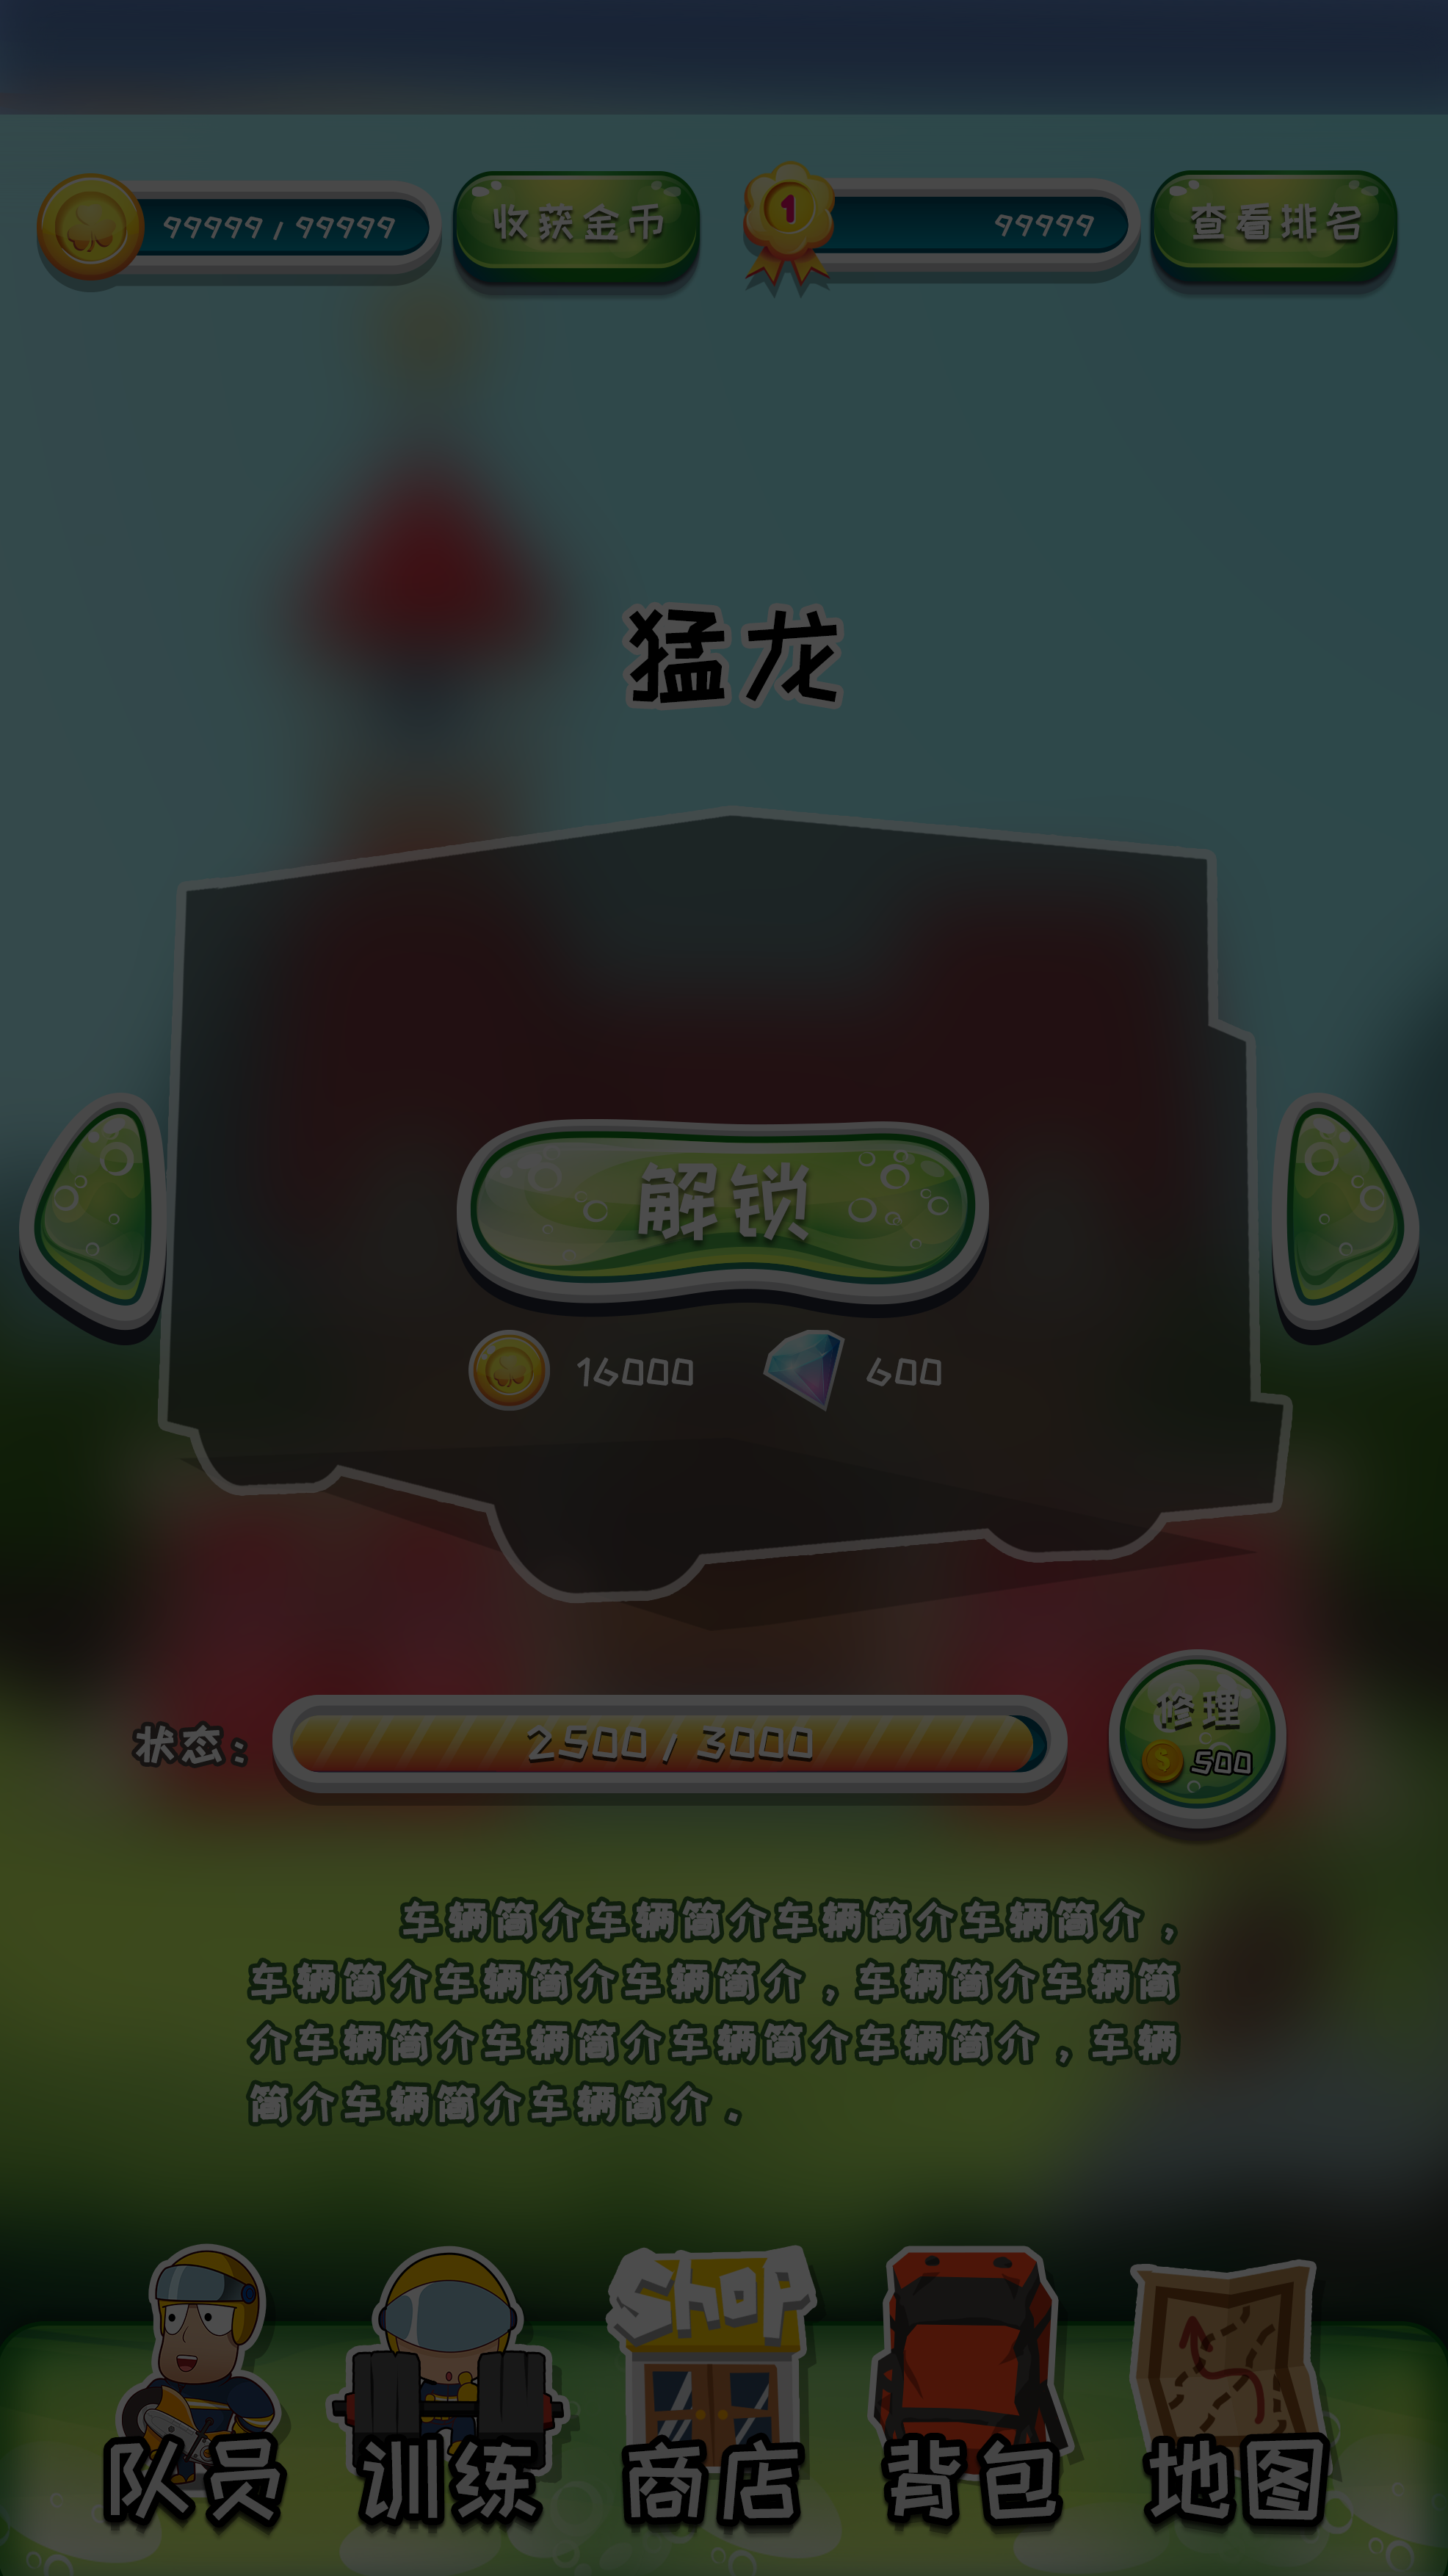 99999 / 99999
收获金币
1
99999
查看排名
猛龙
解锁
16000
600
状态：
2500 / 3000
修理
$
500
车辆简介车辆简介车辆简介车辆简介，
车辆简介车辆简介车辆简介，车辆简介车辆简
介车辆简介车辆简介车辆简介车辆简介，车辆
简介车辆简介车辆简介.
Shop
队员
训练
商店
背包
地图